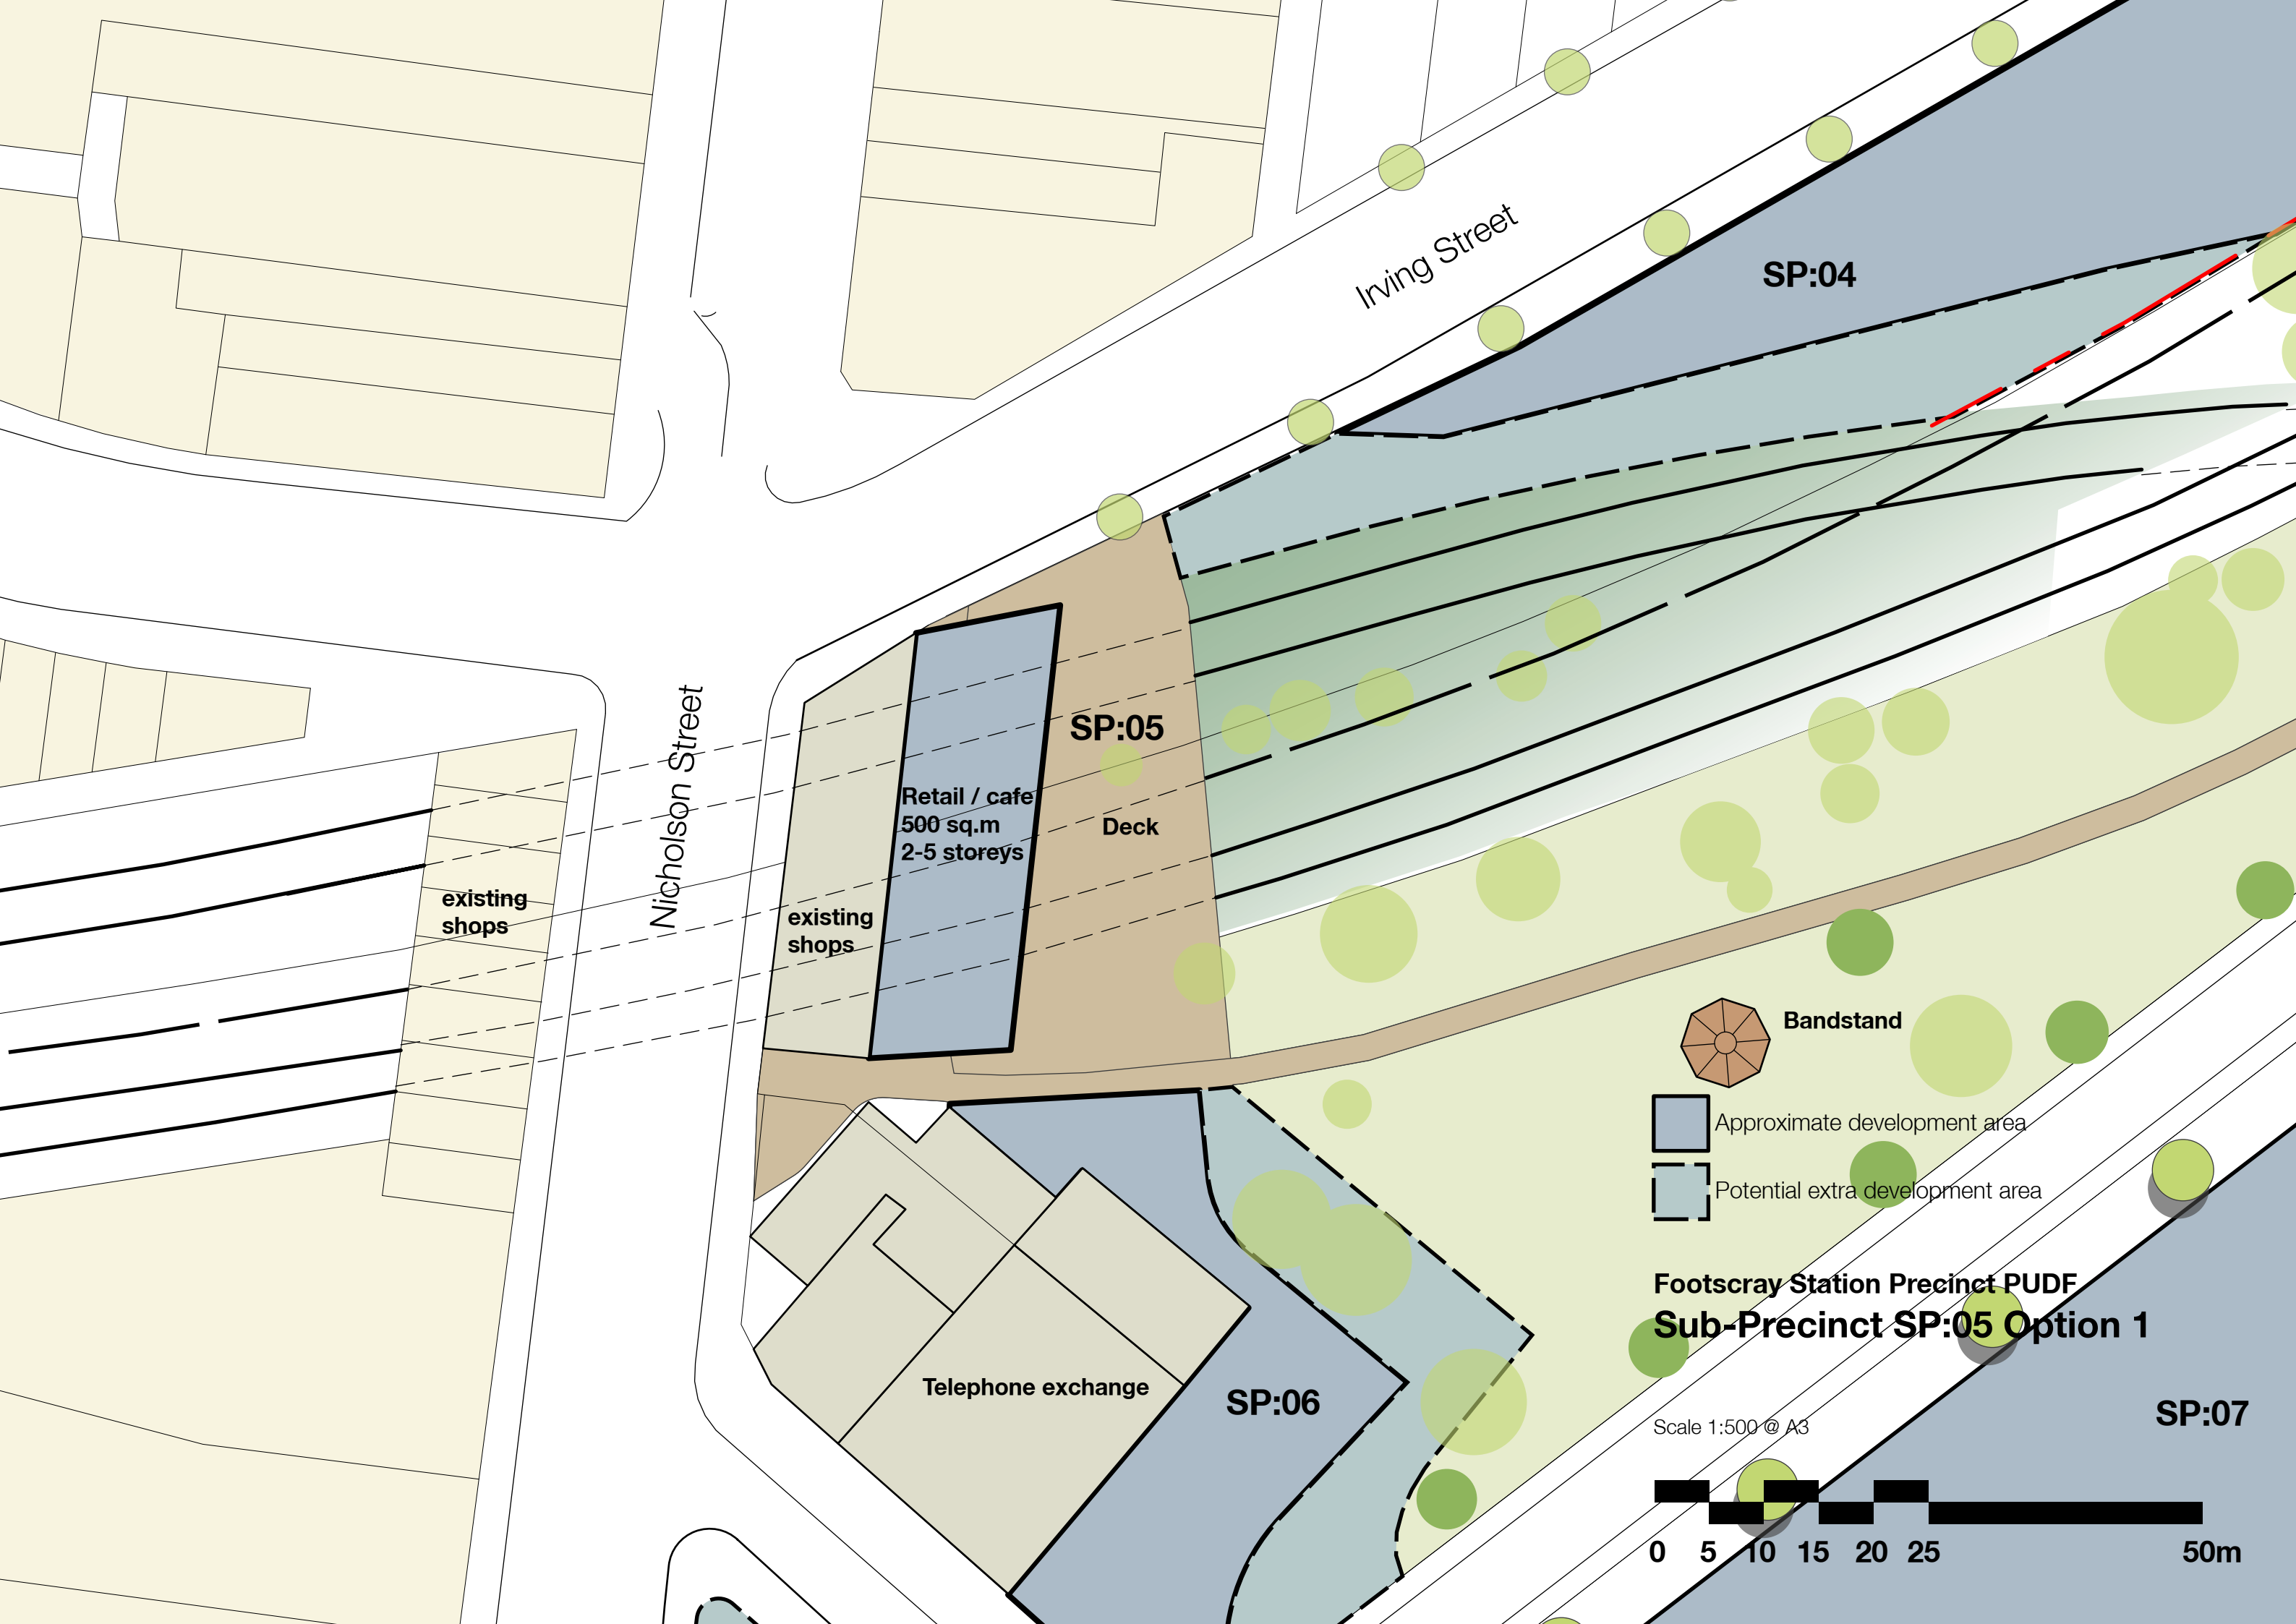 Irving Street
SP:04
Nicholson Street
SP:05
Retail / cafe
500 sq.m
2-5 storeys
Deck
existing
shops
existing
shops
Bandstand
Approximate development area
Potential extra development area
Footscray Station Precinct PUDF
Sub-Precinct SP:05 Option 1
Telephone exchange
SP:06
SP:07
Scale 1:500 @ A3
0 5 10 15 20 25 50m